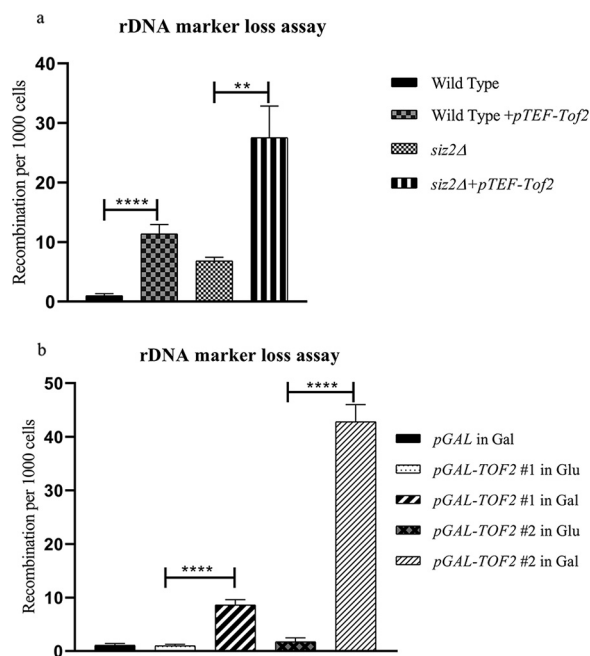 a
rDNA marker loss assay
Recombination per 1000 cells
40
30
20
10
0
****
**
Wild Type
Wild Type +pTEF-Tof2
siz2Δ
siz2Δ+pTEF-Tof2
b
rDNA marker loss assay
Recombination per 1000 cells
50
40
30
20
10
0
****
****
pGAL in Gal
pGAL-TOF2 #1 in Glu
pGAL-TOF2 #1 in Gal
pGAL-TOF2 #2 in Glu
pGAL-TOF2 #2 in Gal